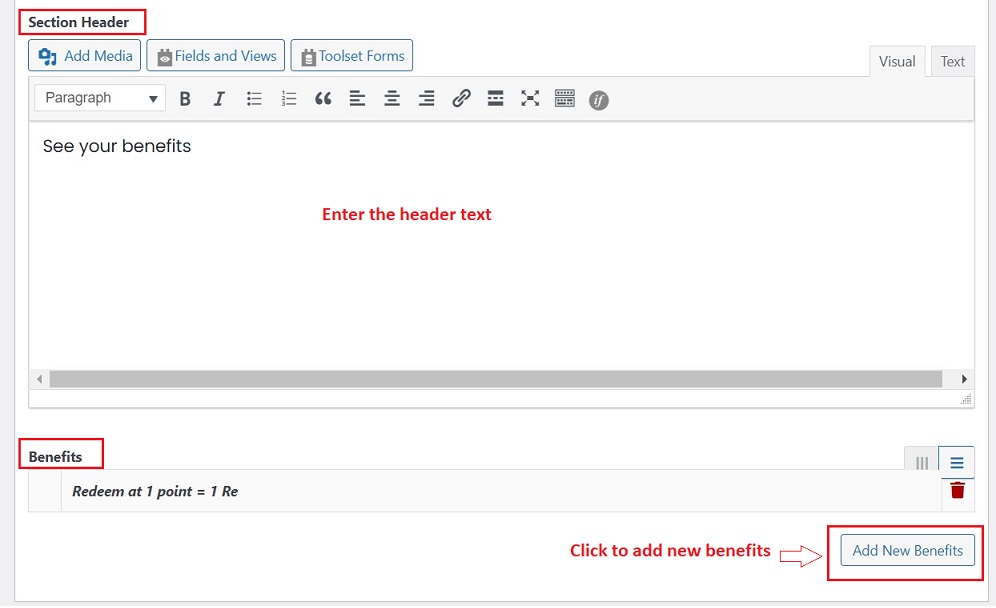 Section Header
Add Media Fields and Views Toolset Forms
Visual Text
Paragraph B I if
See your benefits
Enter the header text
Benefits
Redeem at 1 point = 1 Re
Click to add new benefits Add New Benefits